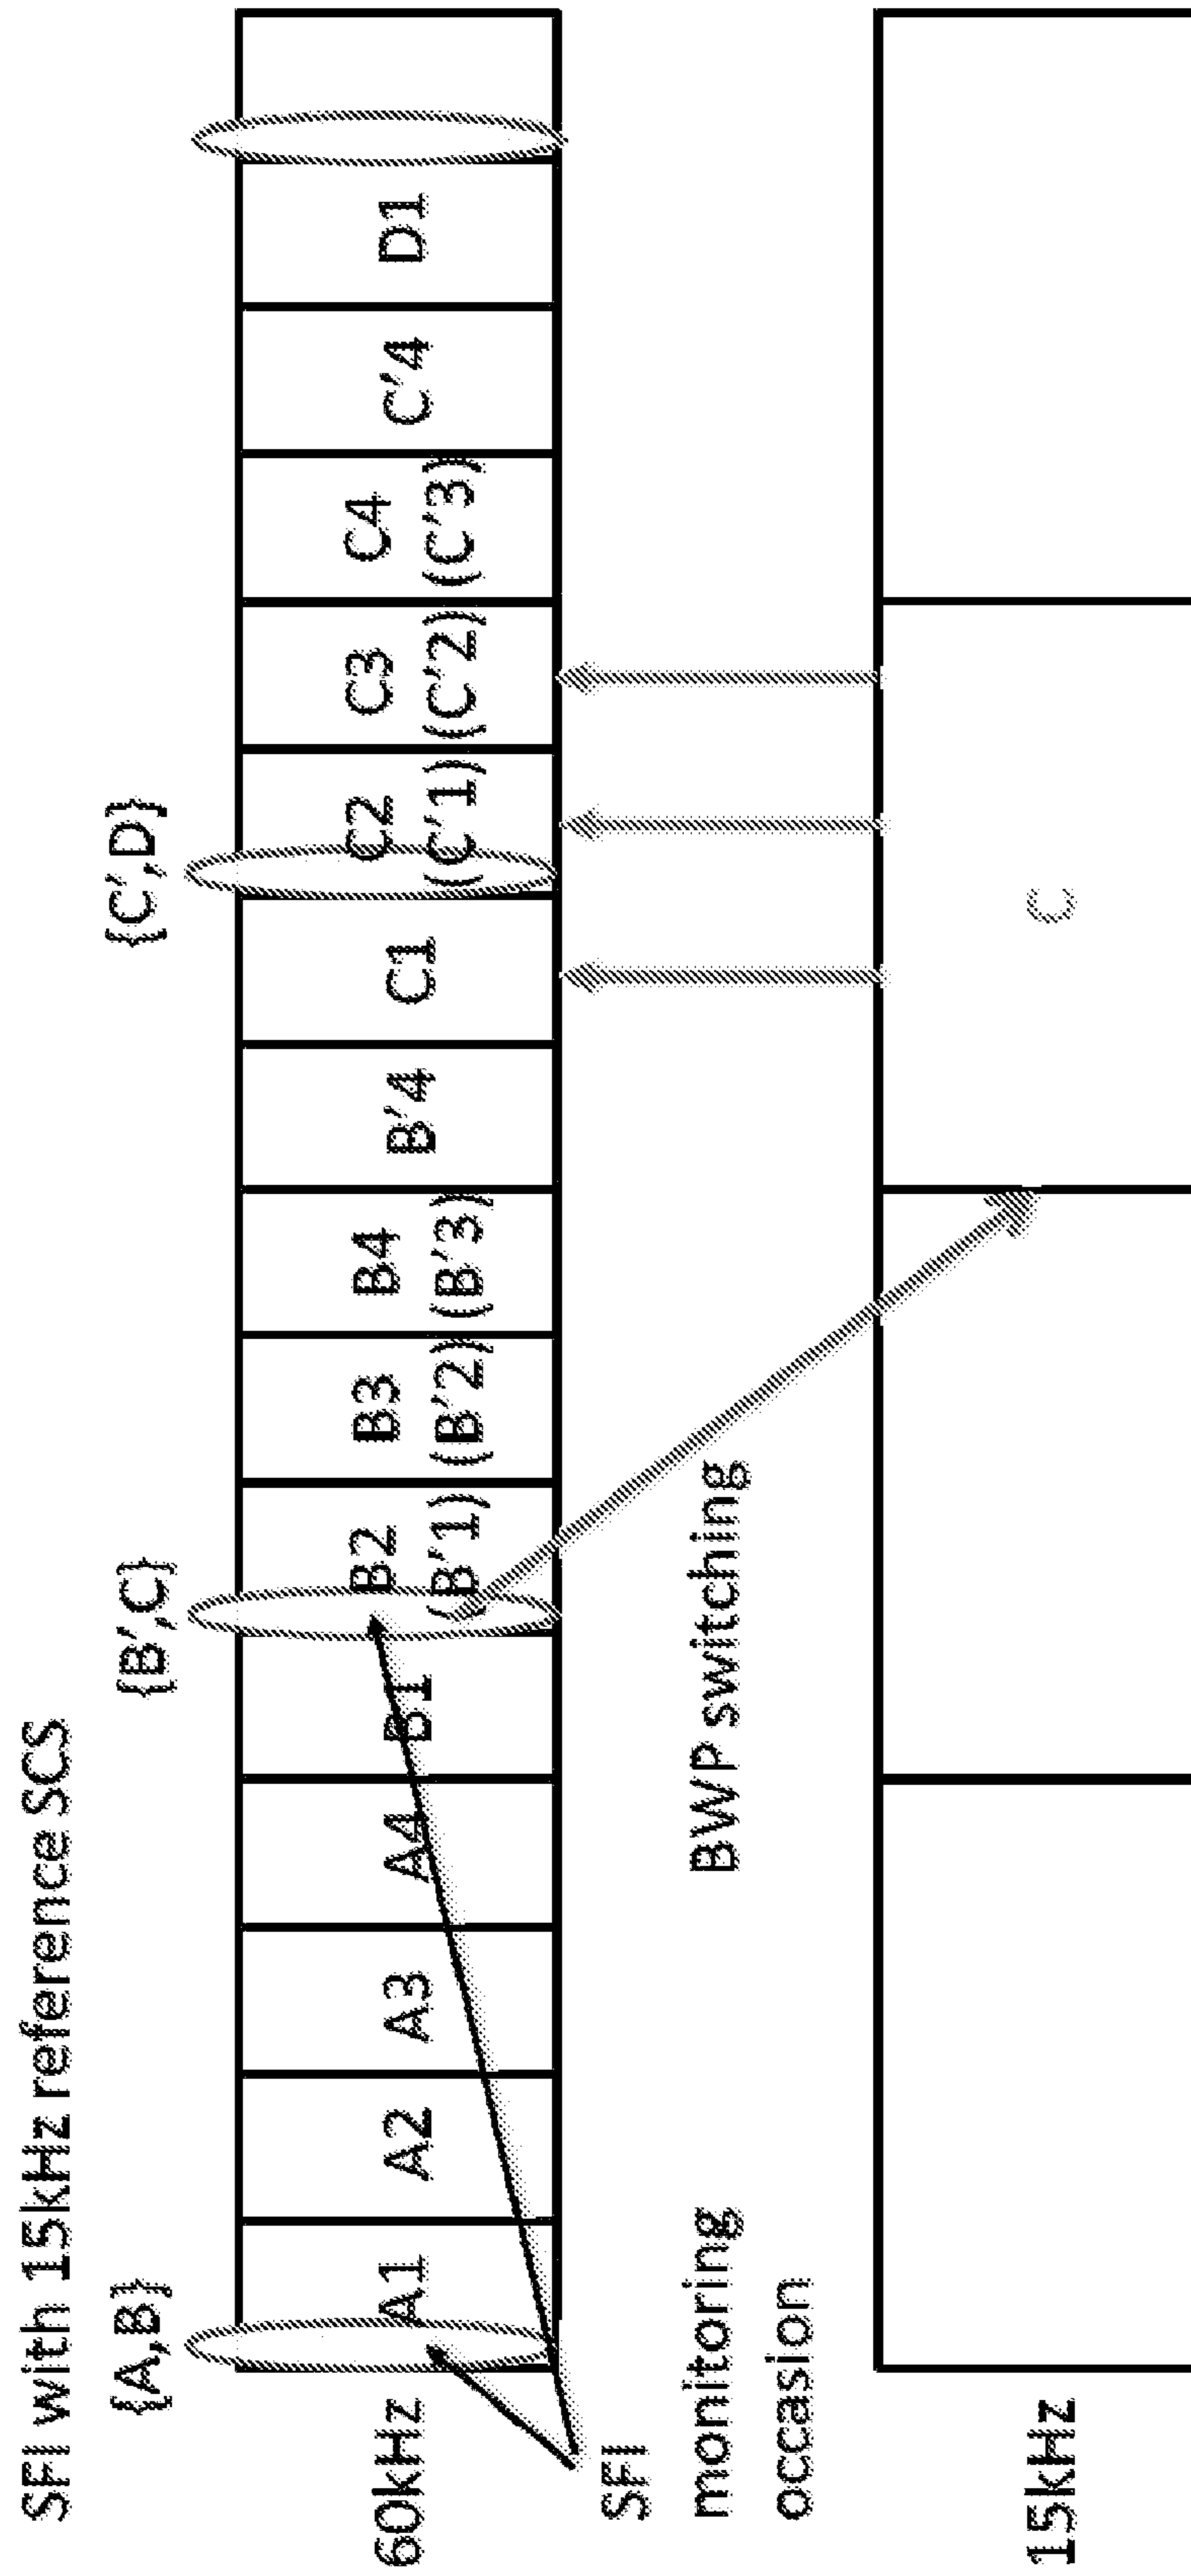 SFI with 15kHz reference SCS
{A,B}
{B',C}
{C',D}
60kHz
A1
A2
A3
A4
B1
B2
(B'1)
B3
(B'2)
B4
(B'3)
B'4
C1
C2
(C'1)
C3
(C'2)
C4
(C'3)
C'4
D1
SFI
monitoring
occasion
BWP switching
15kHz
C